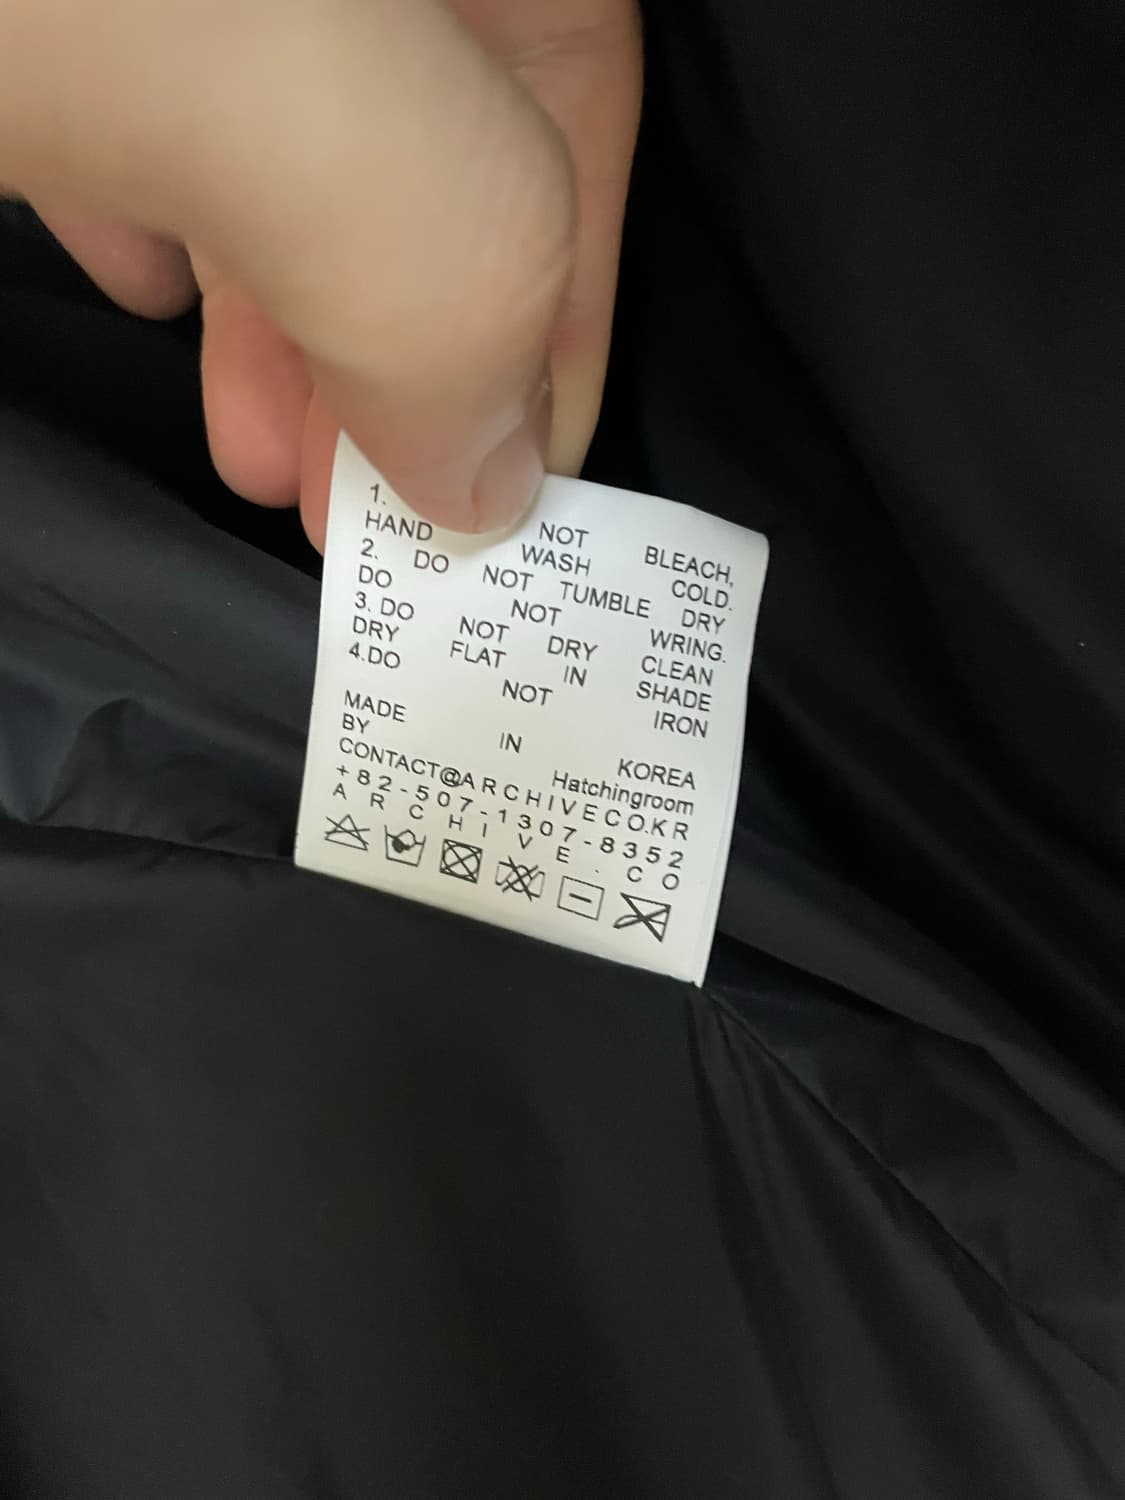 1. NOT BLEACH,
HAND WASH COLD.
2. DO NOT TUMBLE DRY
DO NOT WRING.
3. DO NOT DRY CLEAN
DRY FLAT IN SHADE
4.DO NOT IRON
MADE IN KOREA
BY Hatchingroom
CONTACT@ARCHIVECO.KR
+82-507-1307-8352
ARCHIVE.CO